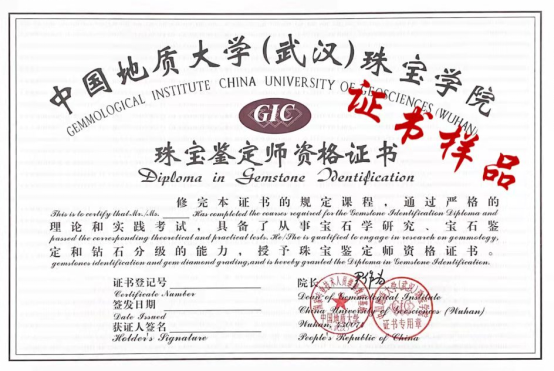 中国地质大学(武汉)珠宝学院
GEMMOLOGICAL INSTITUTE CHINA UNIVERSITY OF GEOSCIENCES (WUHAN)
GIC
证书样品
珠宝鉴定师资格证书
Diploma in Gemstone Identification
修完本证书的规定课程，通过严格的
This is to certify that Mr./Ms. ____ Has completed the courses required for the Gemstone Identification Diploma and
理论和实践考试，具备了从事宝石学研究、宝石鉴
passed the corresponding theoretical and practical tests. He/She is qualified to engage in research on gemmology,
定和钻石分级的能力，授予珠宝鉴定师资格证书。
gemstones identification and gem diamond grading, and is hereby granted the Diploma in Gemstone Identification.
证书登记号
Certificate Number
签发日期
Date Issued
获证人签名
Holder's Signature
院长
Dean of Gemmological Institute
China University of Geosciences (Wuhan)
Wuhan, 430074
People's Republic of China
中国地质大学
GIC
证书专用章